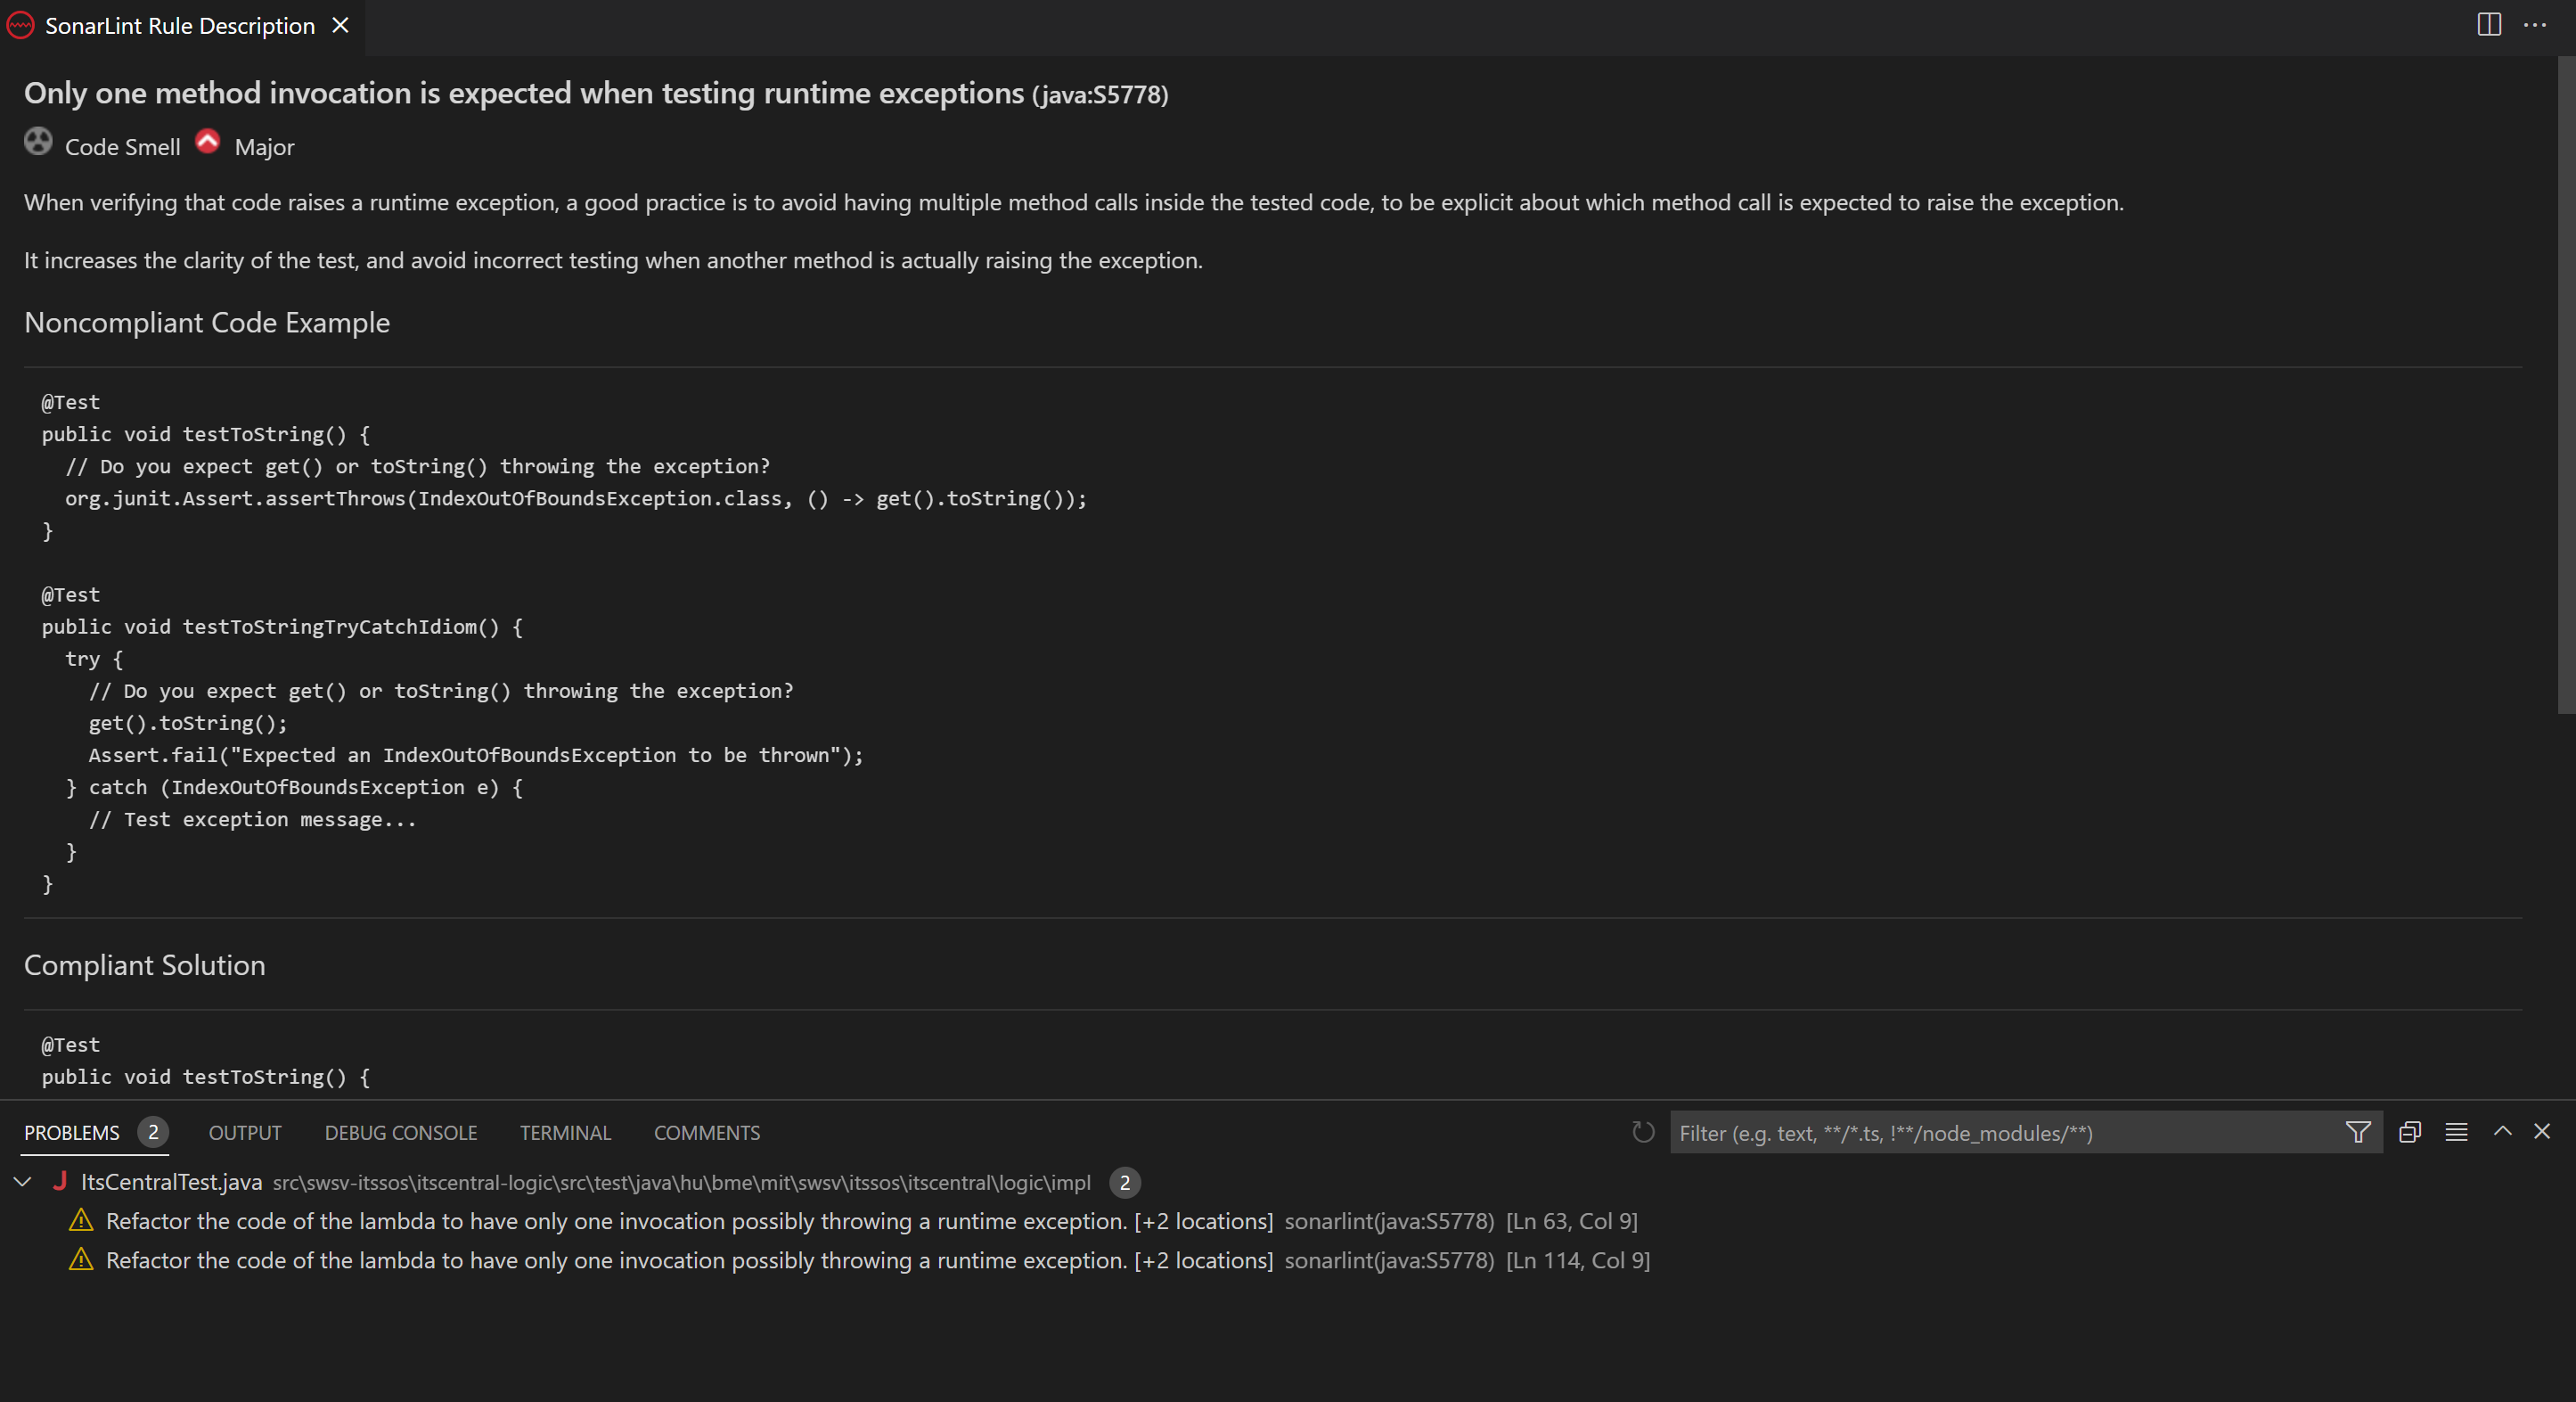 SonarLint Rule Description
Only one method invocation is expected when testing runtime exceptions (java:S5778)
Code Smell Major
When verifying that code raises a runtime exception, a good practice is to avoid having multiple method calls inside the tested code, to be explicit about which method call is expected to raise the exception.
It increases the clarity of the test, and avoid incorrect testing when another method is actually raising the exception.
Noncompliant Code Example
@Test
public void testToString() {
  // Do you expect get() or toString() throwing the exception?
  org.junit.Assert.assertThrows(IndexOutOfBoundsException.class, () -> get().toString());
}
@Test
public void testToStringTryCatchIdiom() {
  try {
    // Do you expect get() or toString() throwing the exception?
    get().toString();
    Assert.fail("Expected an IndexOutOfBoundsException to be thrown");
  } catch (IndexOutOfBoundsException e) {
    // Test exception message...
  }
}
Compliant Solution
@Test
public void testToString() {
PROBLEMS 2 OUTPUT DEBUG CONSOLE TERMINAL COMMENTS Filter (e.g. text, **/*.ts, !**/node_modules/**)
J ItsCentralTest.java src\swsv-itssos\itscentral-logic\src\test\java\hu\bme\mit\swsv\itssos\itscentral\logic\impl 2
Refactor the code of the lambda to have only one invocation possibly throwing a runtime exception. [+2 locations] sonarlint(java:S5778) [Ln 63, Col 9]
Refactor the code of the lambda to have only one invocation possibly throwing a runtime exception. [+2 locations] sonarlint(java:S5778) [Ln 114, Col 9]